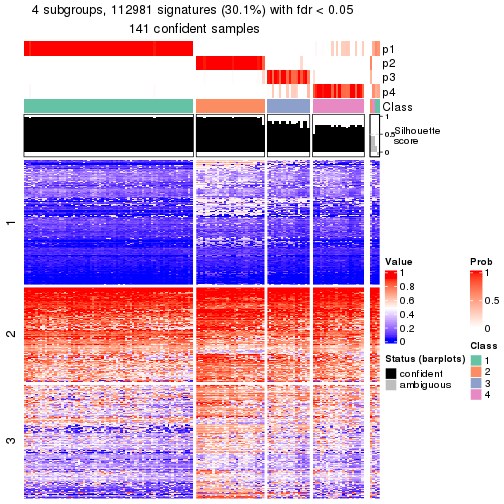 4 subgroups, 112981 signatures (30.1%) with fdr < 0.05
141 confident samples
p1
p2
p3
p4
Class
1
0.5
0
Silhouette
score
1
2
3
Value
1
0.8
0.6
0.4
0.2
0
Status (barplots)
confident
ambiguous
Prob
1
0.5
0
Class
1
2
3
4